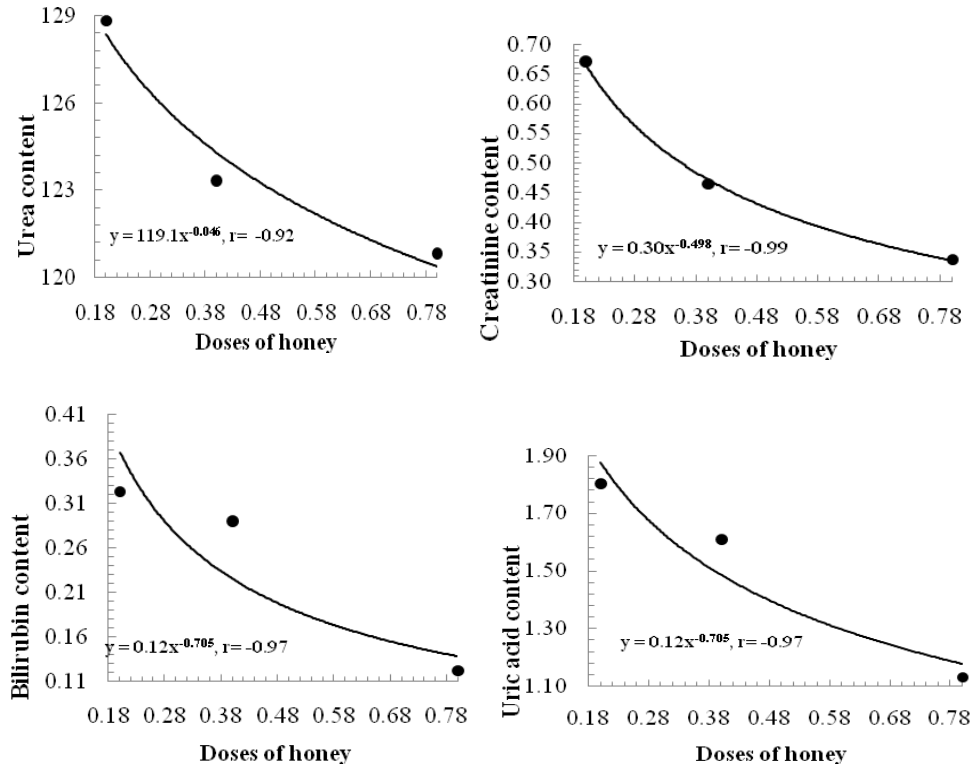 129
126
123
120
Urea content
y = 119.1x-0.046, r= -0.92
0.18 0.28 0.38 0.48 0.58 0.68 0.78
Doses of honey
0.70
0.65
0.60
0.55
0.50
0.45
0.40
0.35
0.30
Creatinine content
y = 0.30x-0.498, r= -0.99
0.18 0.28 0.38 0.48 0.58 0.68 0.78
Doses of honey
0.41
0.36
0.31
0.26
0.21
0.16
0.11
Bilirubin content
y = 0.12x-0.705, r= -0.97
0.18 0.28 0.38 0.48 0.58 0.68 0.78
Doses of honey
1.90
1.70
1.50
1.30
1.10
Uric acid content
y = 0.12x-0.705, r= -0.97
0.18 0.28 0.38 0.48 0.58 0.68 0.78
Doses of honey